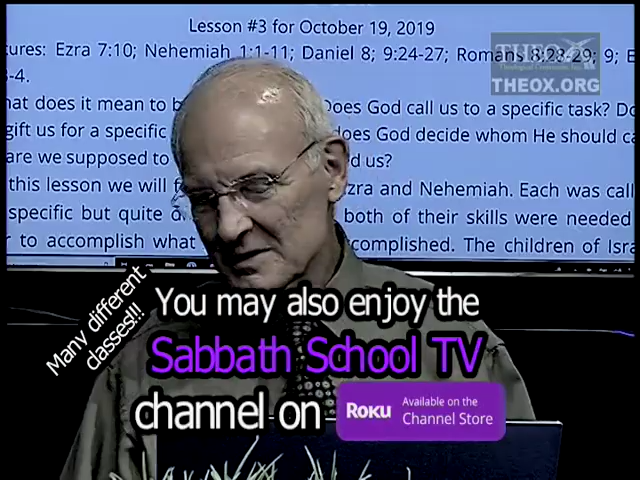 Lesson #3 for October 19, 2019
tures: Ezra 7:10; Nehemiah 1:1-11; Daniel 8; 9:24-27; Romans 8:28-29; 9; E
3-4.
hat does it mean to b Does God call us to a specific task? Do
gift us for a specific does God decide whom He should ca
are we supposed to d us?
this lesson we will f zra and Nehemiah. Each was call
specific but quite d both of their skills were needed
r to accomplish what complished. The children of Isra
THEOX
THEOX.ORG
Many different
classes!!!
You may also enjoy the
Sabbath School TV
channel on
ROKU
Available on the
Channel Store